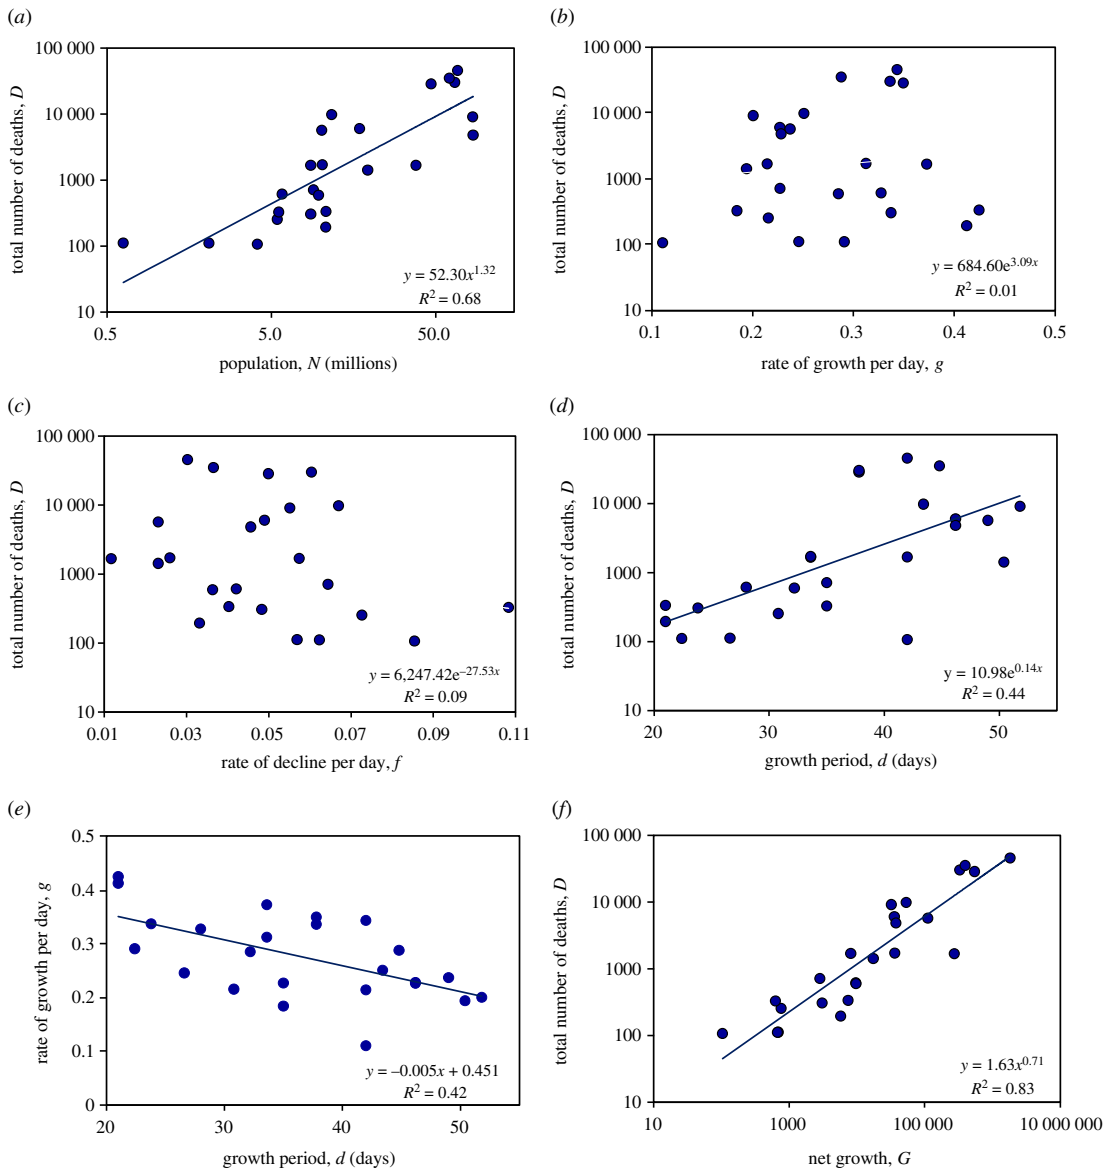 (a)
100 000
10 000
1000
100
10
total number of deaths, D
0.5
5.0
50.0
population, N (millions)
y = 52.30x^1.32
R² = 0.68
(b)
100 000
10 000
1000
100
10
total number of deaths, D
0.1
0.2
0.3
0.4
0.5
rate of growth per day, g
y = 684.60e^3.09x
R² = 0.01
(c)
100 000
10 000
1000
100
10
total number of deaths, D
0.01
0.03
0.05
0.07
0.09
0.11
rate of decline per day, f
y = 6,247.42e^–27.53x
R² = 0.09
(d)
100 000
10 000
1000
100
10
total number of deaths, D
20
30
40
50
growth period, d (days)
y = 10.98e^0.14x
R² = 0.44
(e)
0.5
0.4
0.3
0.2
0.1
0
rate of growth per day, g
20
30
40
50
growth period, d (days)
y = –0.005x + 0.451
R² = 0.42
(f)
100 000
10 000
1000
100
10
total number of deaths, D
10
1000
100 000
10 000 000
net growth, G
y = 1.63x^0.71
R² = 0.83